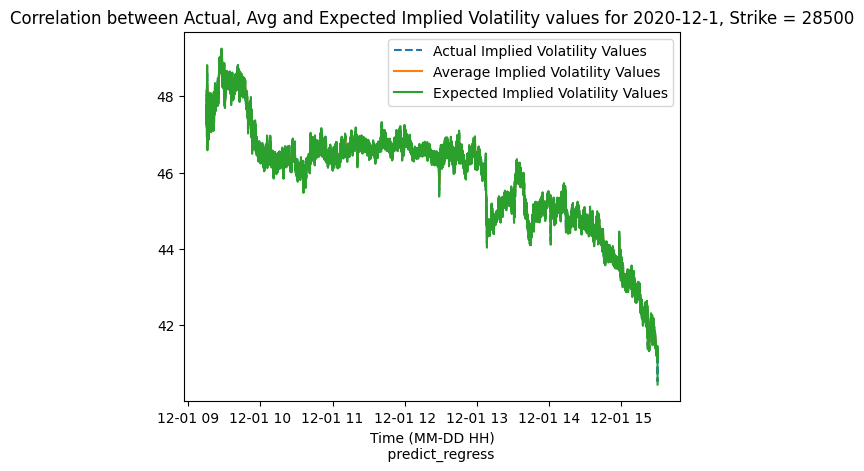 Correlation between Actual, Avg and Expected Implied Volatility values for 2020-12-1, Strike = 28500
Actual Implied Volatility Values
Average Implied Volatility Values
Expected Implied Volatility Values
48
46
44
42
12-01 09 12-01 10 12-01 11 12-01 12 12-01 13 12-01 14 12-01 15
Time (MM-DD HH)
predict_regress